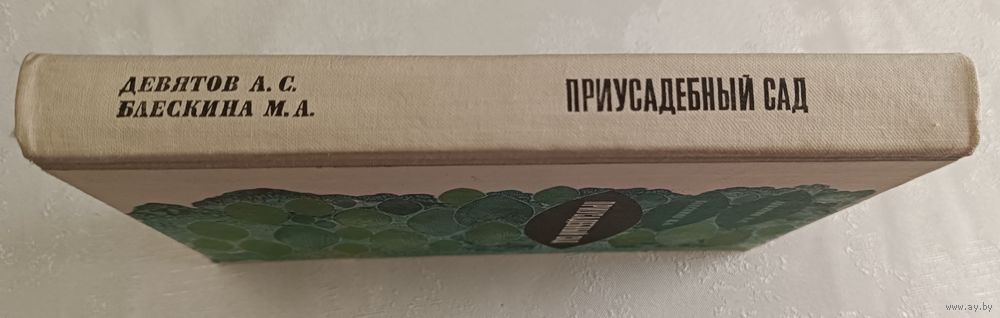 ДЕВЯТОВ А. С.
БЛЕСКИНА М. А.
ПРИУСАДЕБНЫЙ САД
www.ay.by